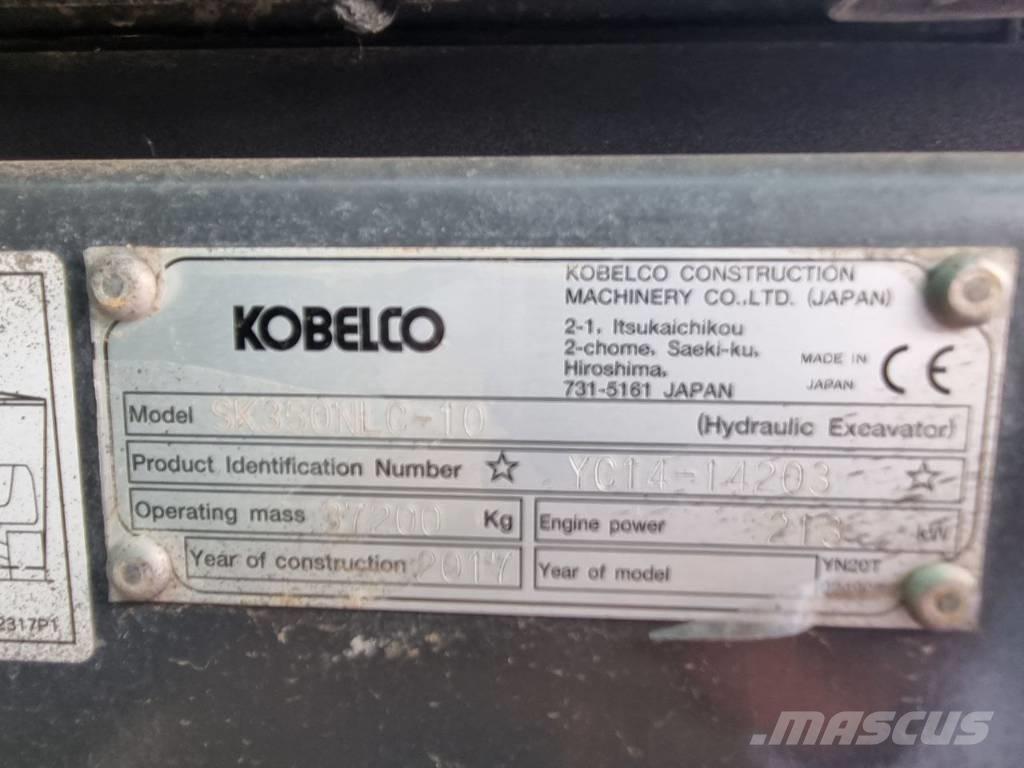 KOBELCO
KOBELCO CONSTRUCTION
MACHINERY CO.,LTD. (JAPAN)
2-1, Itsukaichikou
2-chome, Saeki-ku,
Hiroshima,
731-5161 JAPAN
MADE IN
JAPAN
CE
Model SK350NLC-10 (Hydraulic Excavator)
Product Identification Number ☆ YC14-14203 ☆
Operating mass 37200 Kg
Engine power 213 kW
Year of construction 2017
Year of model
YN20T
2317P1
MASCUS